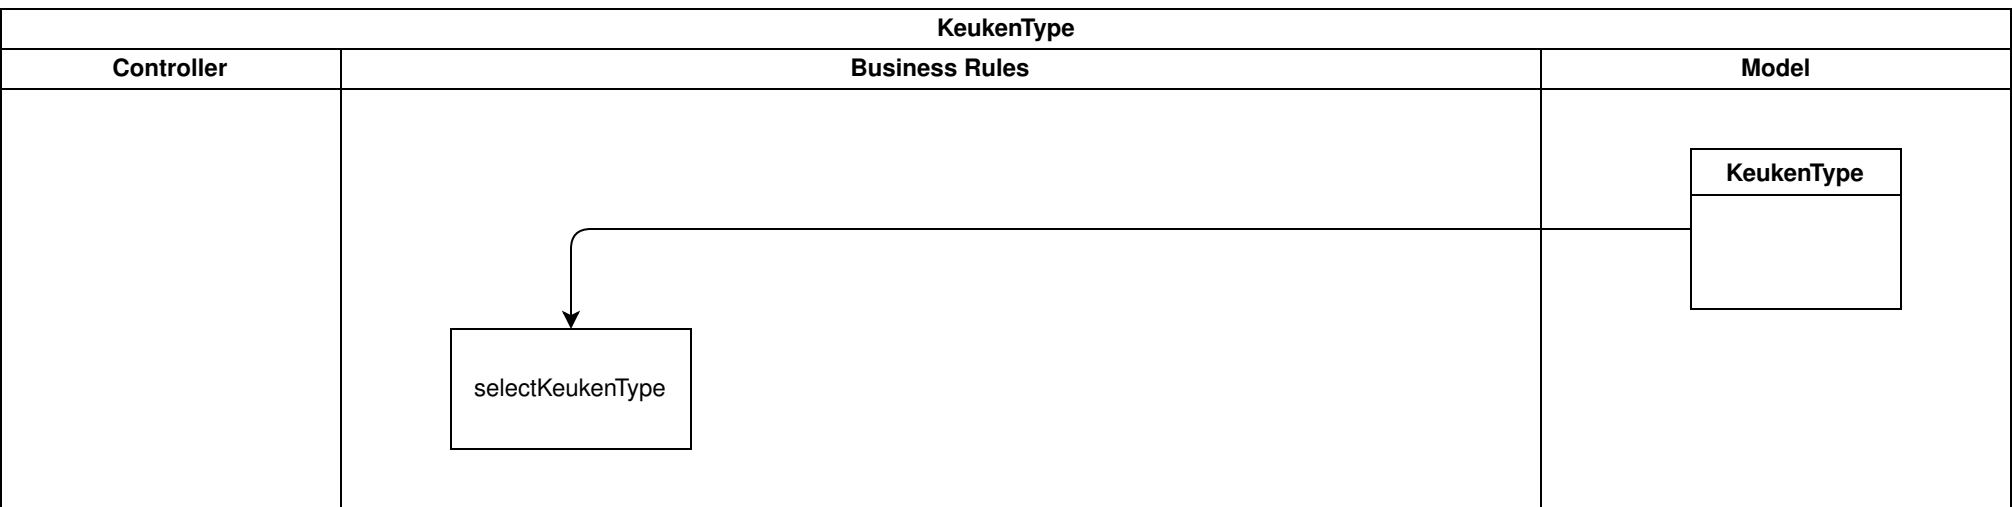 KeukenType
Controller
Business Rules
Model
KeukenType
selectKeukenType